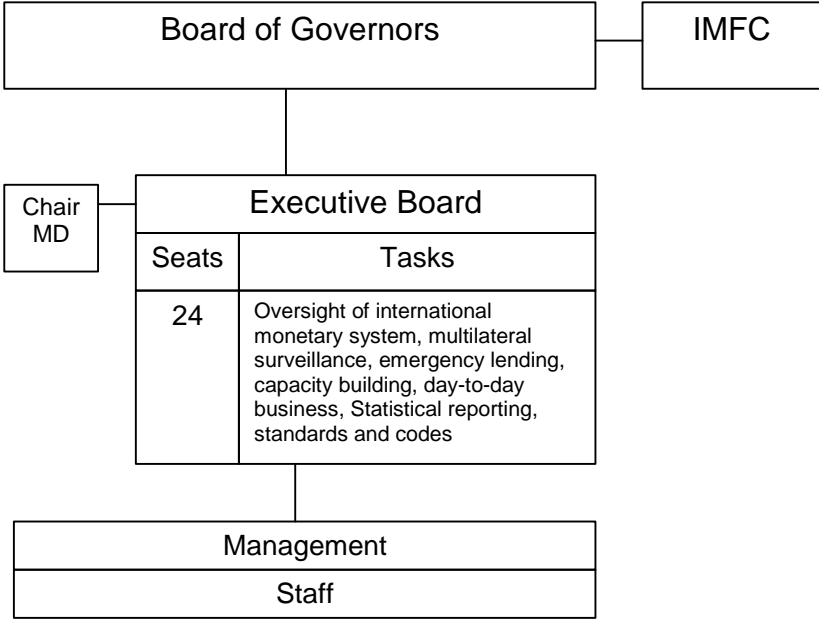 Board of Governors
IMFC
Chair
MD
Executive Board
Seats
Tasks
24
Oversight of international
monetary system, multilateral
surveillance, emergency lending,
capacity building, day-to-day
business, Statistical reporting,
standards and codes
Management
Staff